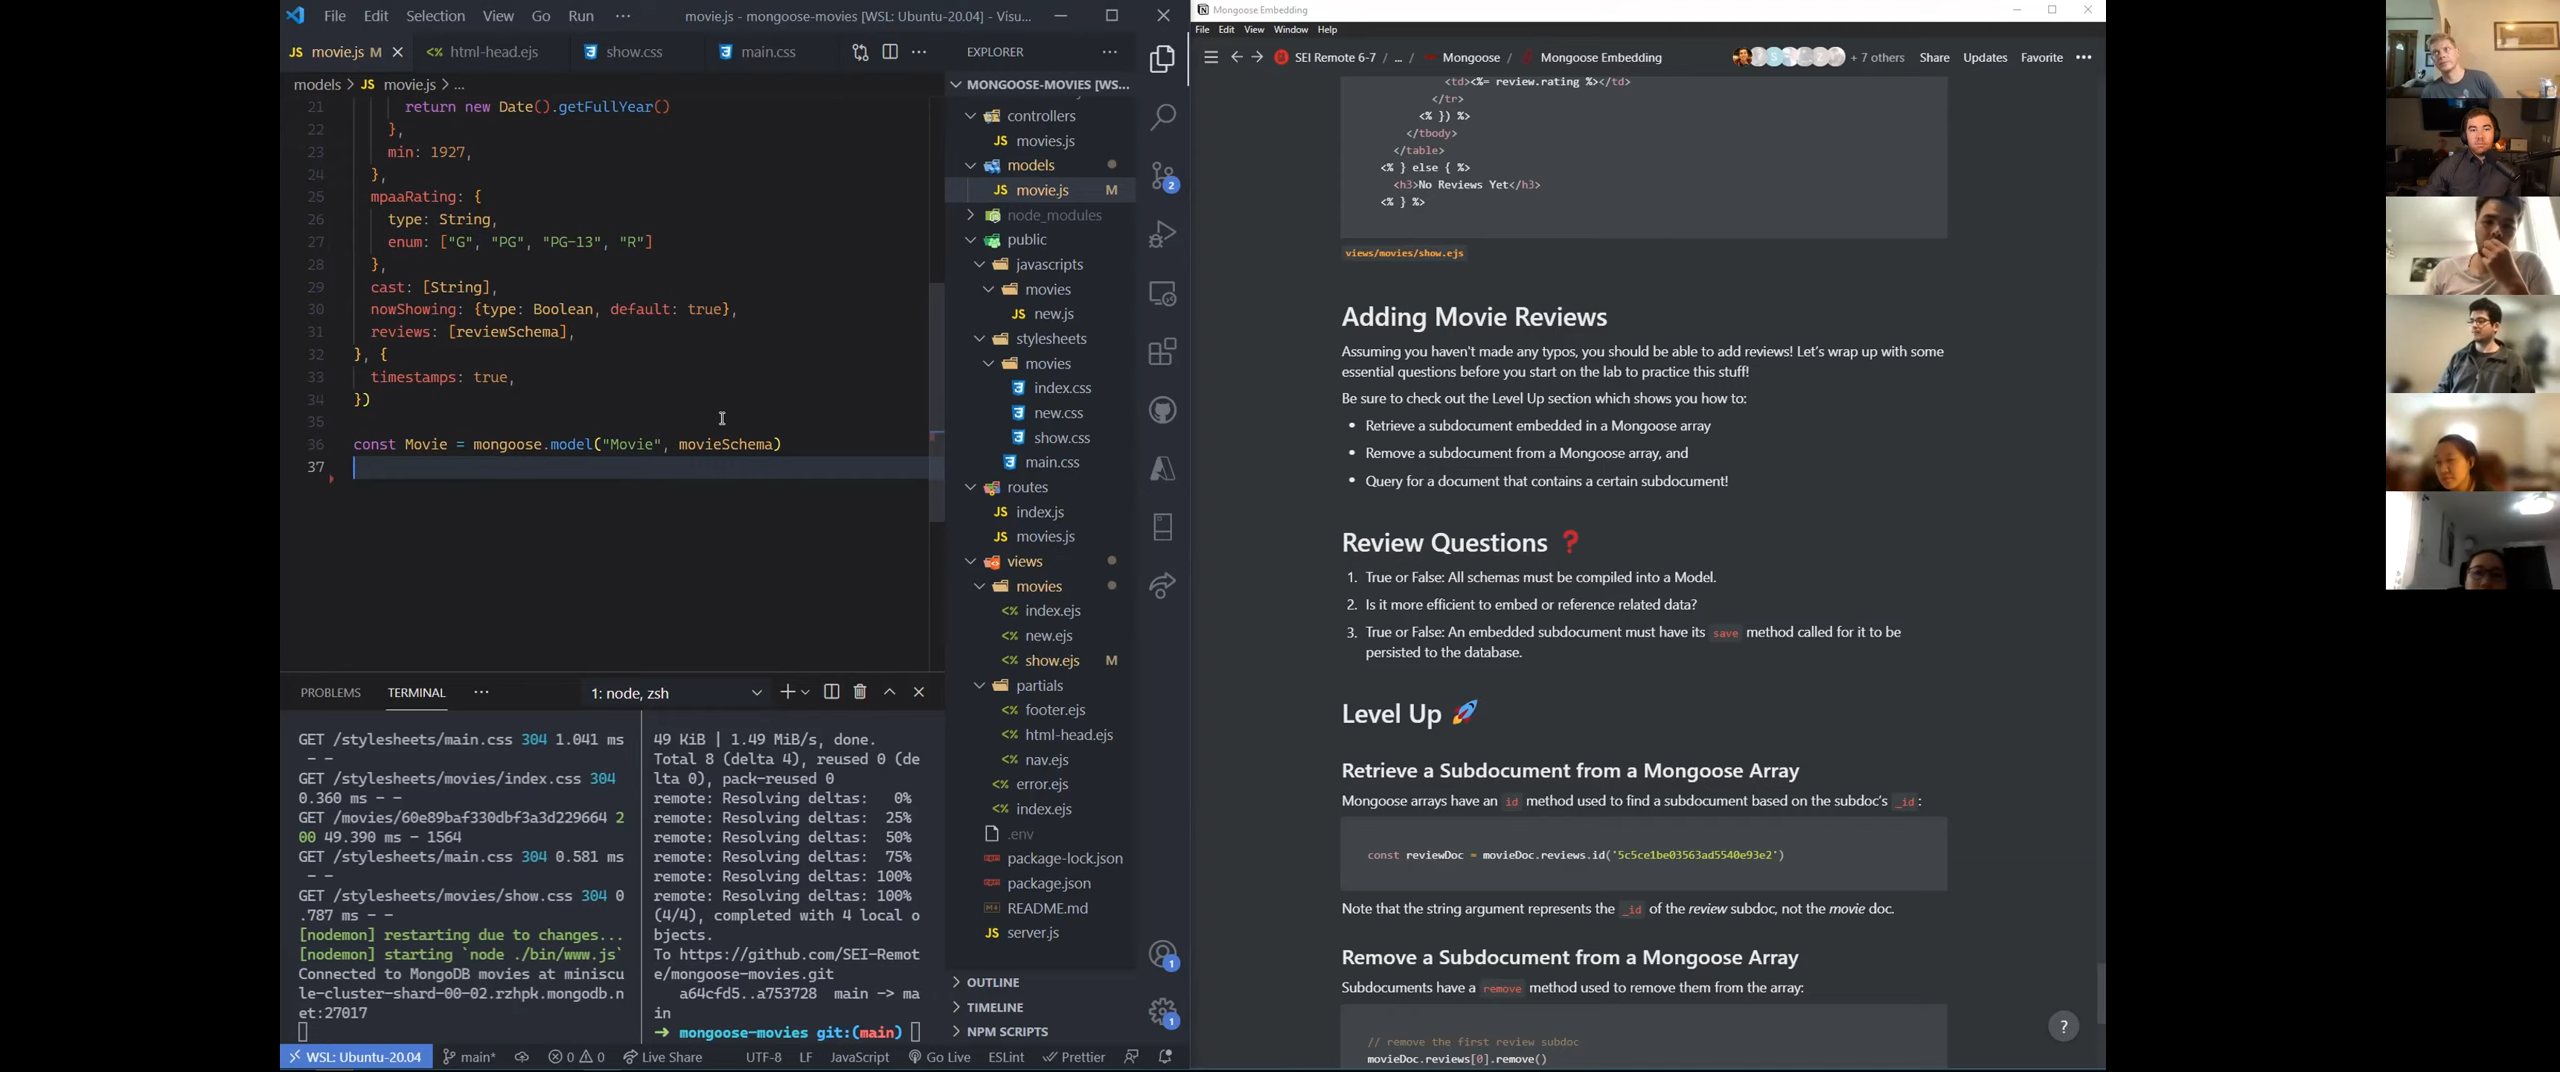 File Edit Selection View Go Run ··· movie.js - mongoose-movies [WSL: Ubuntu-20.04] - Visu...
JS movie.js M html-head.ejs show.css main.css
models > JS movie.js > ...
21 return new Date().getFullYear()
22 },
23 min: 1927,
24 },
25 mpaaRating: {
26 type: String,
27 enum: ["G", "PG", "PG-13", "R"]
28 },
29 cast: [String],
30 nowShowing: {type: Boolean, default: true},
31 reviews: [reviewSchema],
32 }, {
33 timestamps: true,
34 })
35
36 const Movie = mongoose.model("Movie", movieSchema)
37
PROBLEMS TERMINAL ··· 1: node, zsh
GET /stylesheets/main.css 304 1.041 ms
- -
GET /stylesheets/movies/index.css 304
0.360 ms - -
GET /movies/60e89baf330dbf3a3d229664 2
00 49.390 ms - 1564
GET /stylesheets/main.css 304 0.581 ms
- -
GET /stylesheets/movies/show.css 304 0
.787 ms - -
[nodemon] restarting due to changes...
[nodemon] starting `node ./bin/www.js`
Connected to MongoDB movies at miniscu
le-cluster-shard-00-02.rzhpk.mongodb.n
et:27017
49 KiB | 1.49 MiB/s, done.
Total 8 (delta 4), reused 0 (de
lta 0), pack-reused 0
remote: Resolving deltas: 0%
remote: Resolving deltas: 25%
remote: Resolving deltas: 50%
remote: Resolving deltas: 75%
remote: Resolving deltas: 100%
remote: Resolving deltas: 100%
(4/4), completed with 4 local o
bjects.
To https://github.com/SEI-Remot
e/mongoose-movies.git
a64cfd5..a753728 main -> ma
in
→ mongoose-movies git:(main)
WSL: Ubuntu-20.04 main* 0 0 Live Share UTF-8 LF JavaScript Go Live ESLint Prettier
EXPLORER
MONGOOSE-MOVIES [WS...
controllers
JS movies.js
models
JS movie.js M
node_modules
public
javascripts
movies
JS new.js
stylesheets
movies
index.css
new.css
show.css
main.css
routes
JS index.js
JS movies.js
views
movies
index.ejs
new.ejs
show.ejs M
partials
footer.ejs
html-head.ejs
nav.ejs
error.ejs
index.ejs
.env
package-lock.json
package.json
README.md
JS server.js
OUTLINE
TIMELINE
NPM SCRIPTS
2
1
1
Mongoose Embedding
File Edit View Window Help
SEI Remote 6-7 / ... / Mongoose / Mongoose Embedding + 7 others Share Updates Favorite
<td><%= review.rating %></td>
</tr>
<% }) %>
</tbody>
</table>
<% } else { %>
<h3>No Reviews Yet</h3>
<% } %>
views/movies/show.ejs
Adding Movie Reviews
Assuming you haven't made any typos, you should be able to add reviews! Let's wrap up with some
essential questions before you start on the lab to practice this stuff!
Be sure to check out the Level Up section which shows you how to:
• Retrieve a subdocument embedded in a Mongoose array
• Remove a subdocument from a Mongoose array, and
• Query for a document that contains a certain subdocument!
Review Questions ❓
1. True or False: All schemas must be compiled into a Model.
2. Is it more efficient to embed or reference related data?
3. True or False: An embedded subdocument must have its save method called for it to be
persisted to the database.
Level Up 🚀
Retrieve a Subdocument from a Mongoose Array
Mongoose arrays have an id method used to find a subdocument based on the subdoc's _id:
const reviewDoc = movieDoc.reviews.id('5c5ce1be03563ad5540e93e2')
Note that the string argument represents the _id of the review subdoc, not the movie doc.
Remove a Subdocument from a Mongoose Array
Subdocuments have a remove method used to remove them from the array:
// remove the first review subdoc
movieDoc.reviews[0].remove()
?